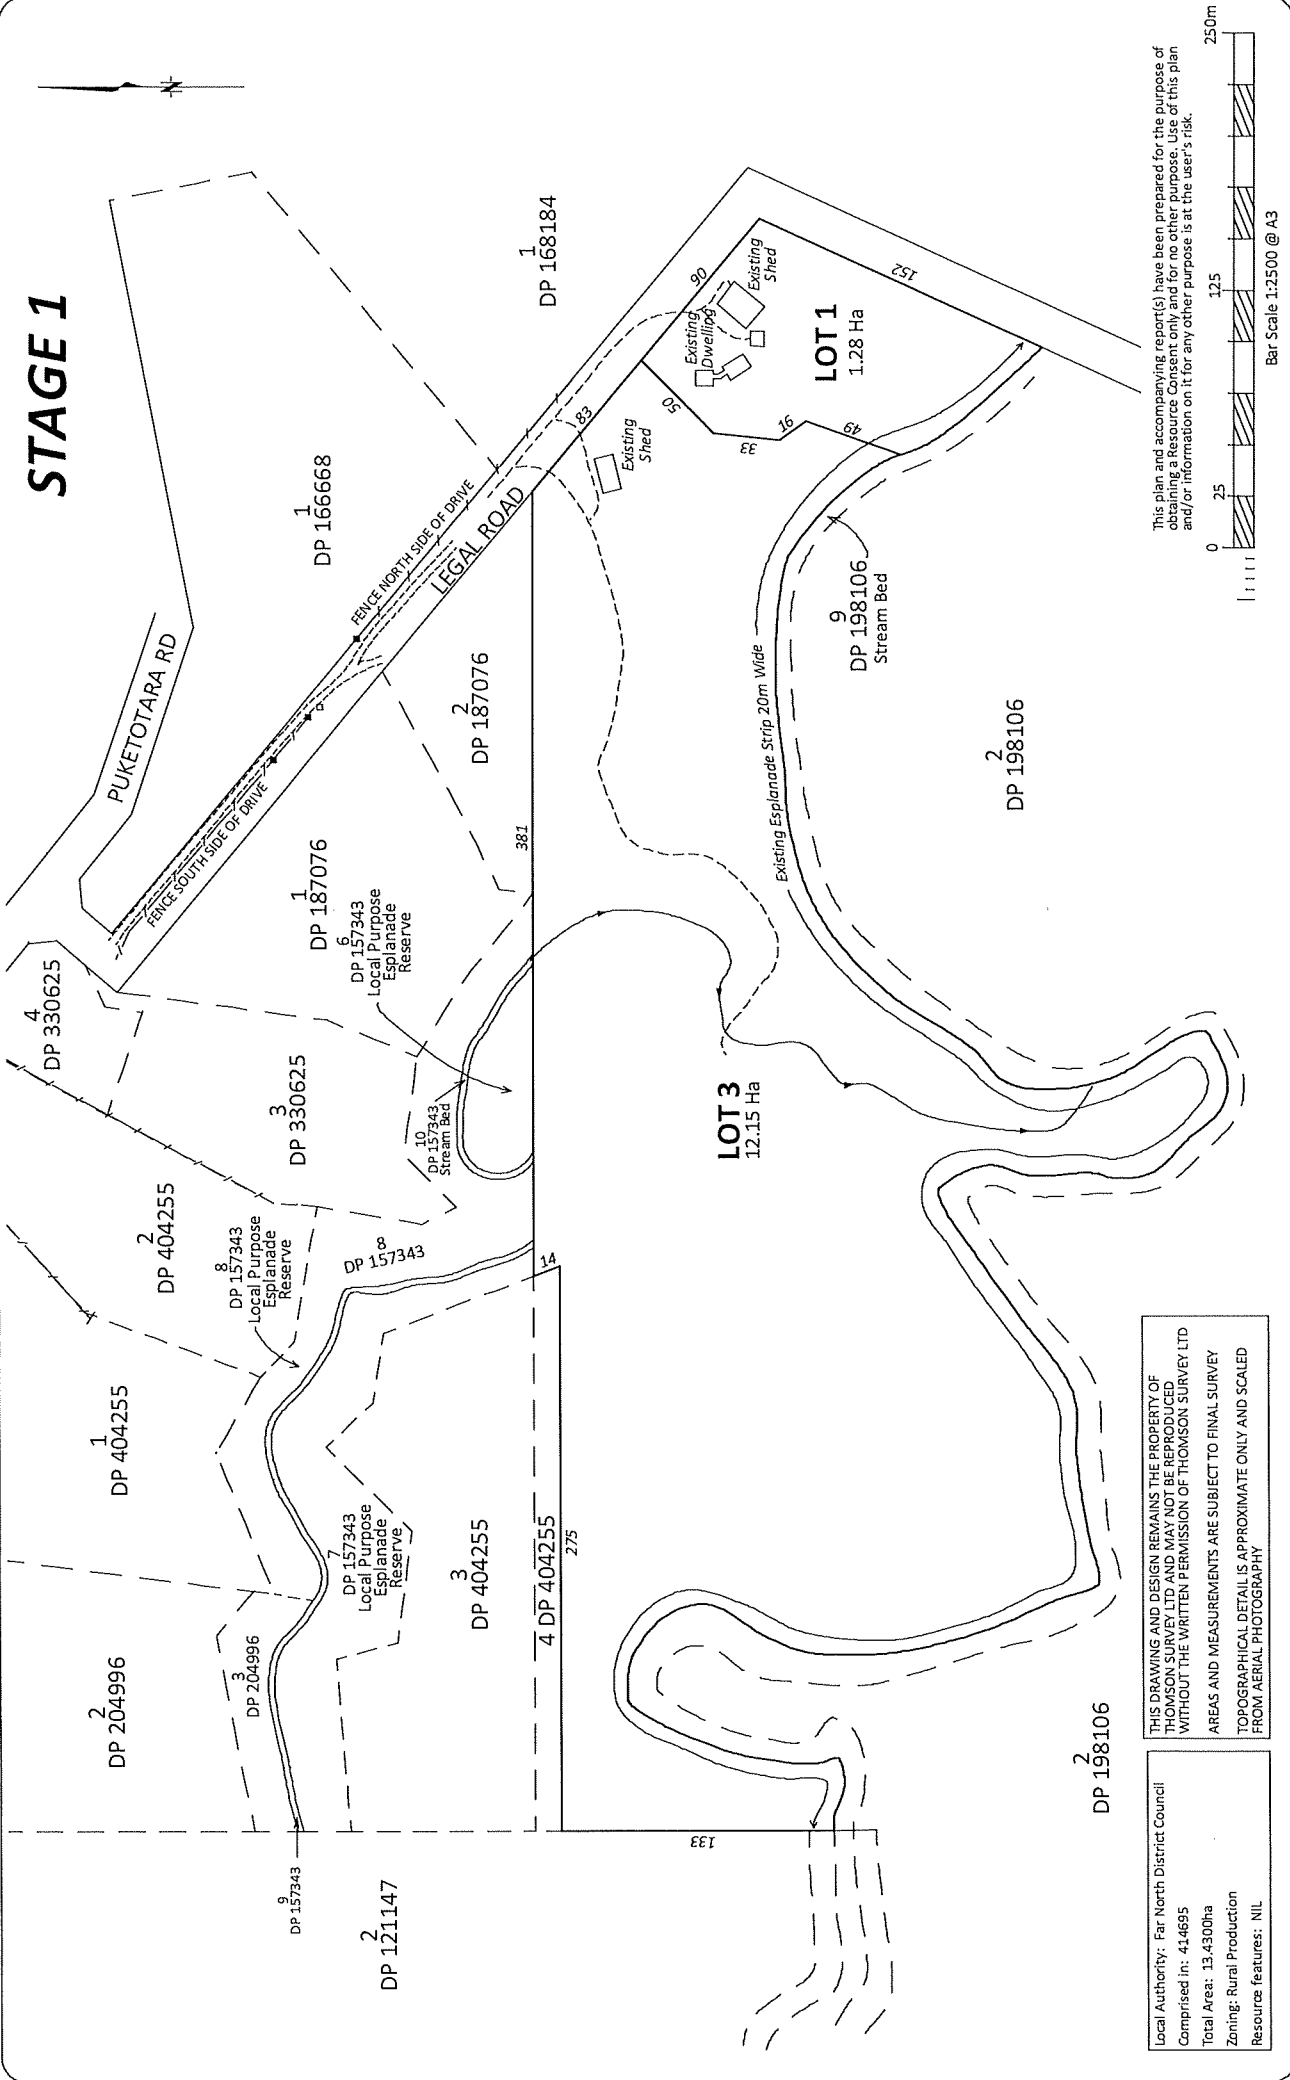 STAGE 1
N
PUKETOTARA RD
4
DP 330625
3
DP 330625
2
DP 404255
1
DP 404255
2
DP 204996
3
DP 204996
9
DP 157343
2
DP 121147
8
DP 157343
Local Purpose
Esplanade
Reserve
8
DP 157343
7
DP 157343
Local Purpose
Esplanade
Reserve
3
DP 404255
4 DP 404255
275
133
14
10
DP 157343
Stream Bed
6
DP 157343
Local Purpose
Esplanade
Reserve
1
DP 187076
2
DP 187076
381
FENCE SOUTH SIDE OF DRIVE
FENCE NORTH SIDE OF DRIVE
LEGAL ROAD
1
DP 166668
1
DP 168184
83
90
Existing
Shed
Existing
Dwelling
Existing
Shed
50
33
16
49
152
LOT 1
1.28 Ha
LOT 3
12.15 Ha
Existing Esplanade Strip 20m Wide
9
DP 198106
Stream Bed
2
DP 198106
2
DP 198106
Local Authority: Far North District Council
Comprised in: 414695
Total Area: 13.4300ha
Zoning: Rural Production
Resource features: NIL
THIS DRAWING AND DESIGN REMAINS THE PROPERTY OF
THOMSON SURVEY LTD AND MAY NOT BE REPRODUCED
WITHOUT THE WRITTEN PERMISSION OF THOMSON SURVEY LTD
AREAS AND MEASUREMENTS ARE SUBJECT TO FINAL SURVEY
TOPOGRAPHICAL DETAIL IS APPROXIMATE ONLY AND SCALED
FROM AERIAL PHOTOGRAPHY
This plan and accompanying report(s) have been prepared for the purpose of
obtaining a Resource Consent only and for no other purpose. Use of this plan
and/or information on it for any other purpose is at the user's risk.
0 25 125 250m
Bar Scale 1:2500 @ A3